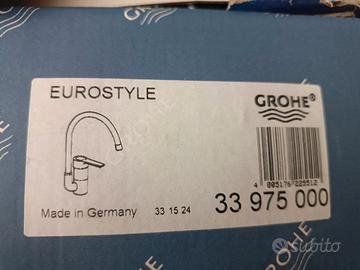 EUROSTYLE
GROHE®
4 005176 225512
Made in Germany
33 15 24
33 975 000
subito